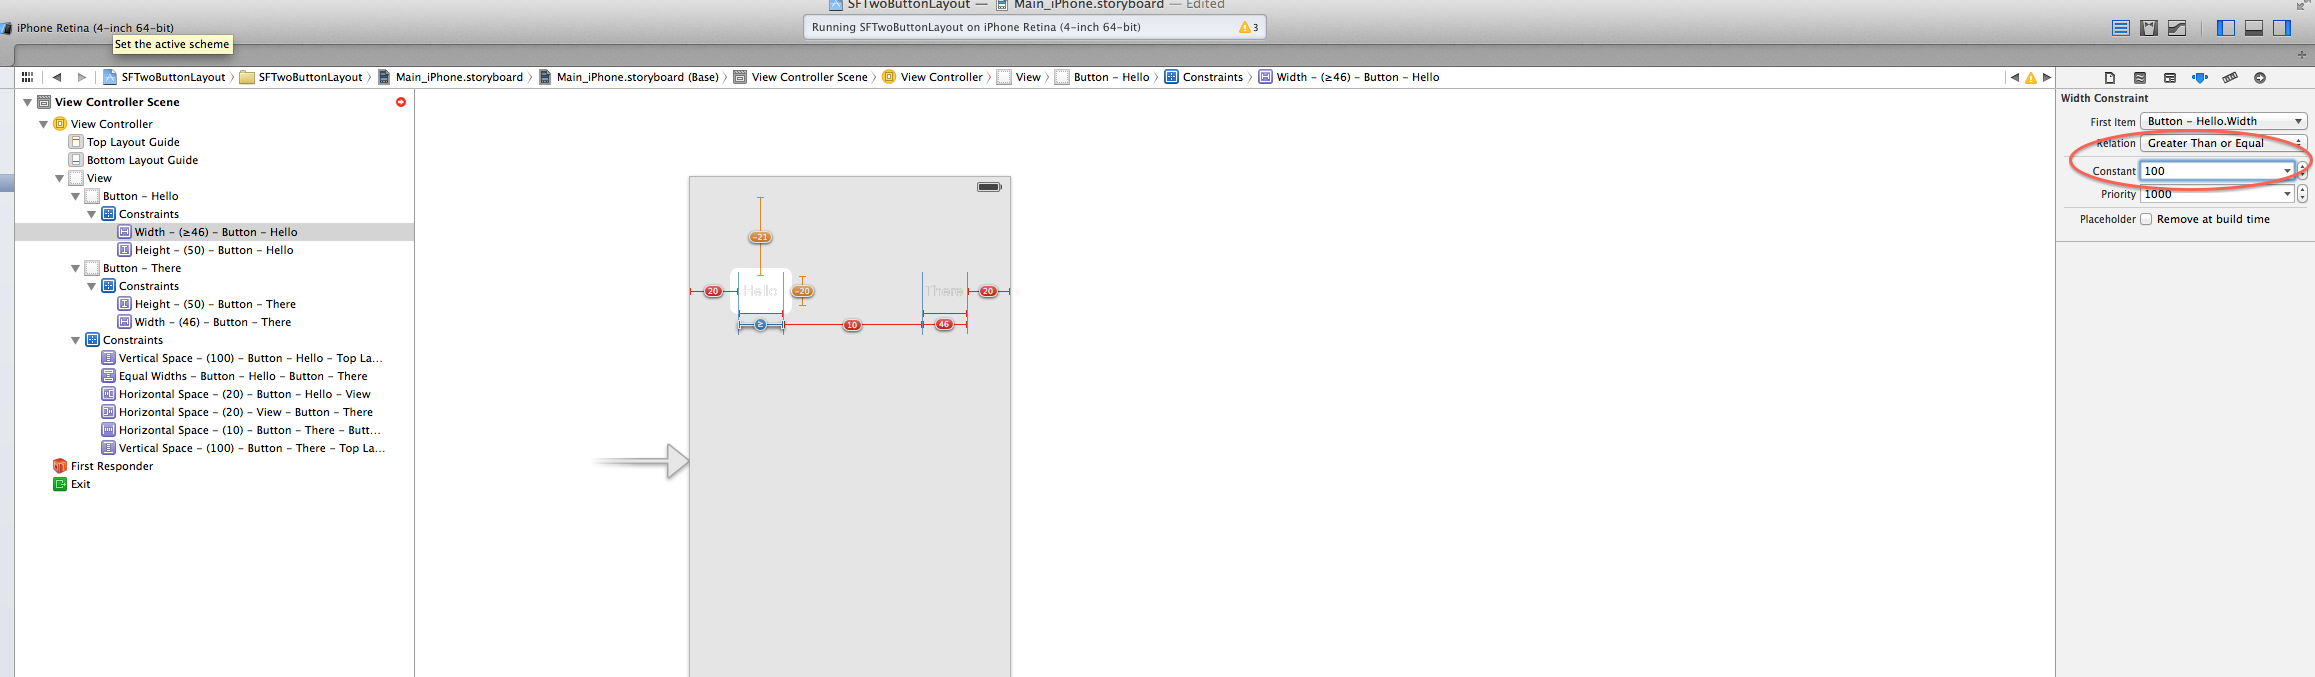 SFTwoButtonLayout — Main_iPhone.storyboard — Edited
iPhone Retina (4-inch 64-bit)
Running SFTwoButtonLayout on iPhone Retina (4-inch 64-bit) 3
Set the active scheme
SFTwoButtonLayout SFTwoButtonLayout Main_iPhone.storyboard Main_iPhone.storyboard (Base) View Controller Scene View Controller View Button - Hello Constraints Width - (≥46) - Button - Hello
View Controller Scene
View Controller
Top Layout Guide
Bottom Layout Guide
View
Button - Hello
Constraints
Width - (≥46) - Button - Hello
Height - (50) - Button - Hello
Button - There
Constraints
Height - (50) - Button - There
Width - (46) - Button - There
Constraints
Vertical Space - (100) - Button - Hello - Top La...
Equal Widths - Button - Hello - Button - There
Horizontal Space - (20) - Button - Hello - View
Horizontal Space - (20) - View - Button - There
Horizontal Space - (10) - Button - There - Butt...
Vertical Space - (100) - Button - There - Top La...
First Responder
Exit
-21
20 Hello -20 There 20
≥ 10 46
Width Constraint
First Item Button - Hello.Width
Relation Greater Than or Equal
Constant 100
Priority 1000
Placeholder Remove at build time